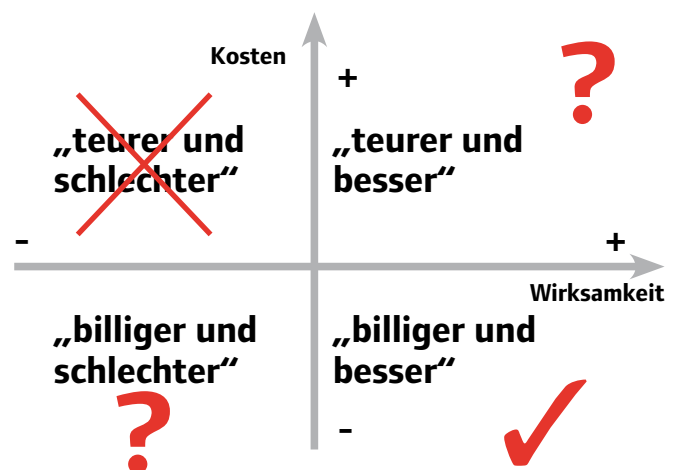 Kosten
+
?
„teurer und
schlechter“
„teurer und
besser“
-
+
Wirksamkeit
„billiger und
schlechter“
„billiger und
besser“
?
-